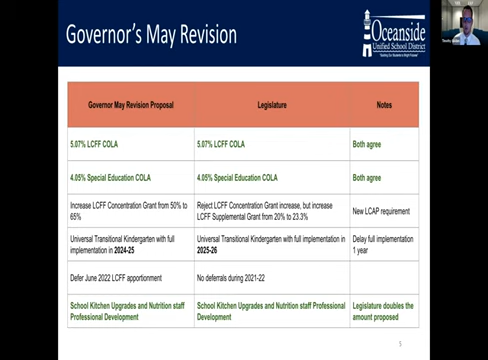 Governor's May Revision
Oceanside
Unified School District
Governor May Revision Proposal
Legislature
Notes
5.07% LCFF COLA
5.07% LCFF COLA
Both agree
4.05% Special Education COLA
4.05% Special Education COLA
Both agree
Increase LCFF Concentration Grant from 50% to
65%
Reject LCFF Concentration Grant increase, but increase
LCFF Supplemental Grant from 20% to 23.3%
New LCAP requirement
Universal Transitional Kindergarten with full
implementation in 2024-25
Universal Transitional Kindergarten with full implementation in
2025-26
Delay full implementation
1 year
Defer June 2022 LCFF apportionment
No deferrals during 2021-22
School Kitchen Upgrades and Nutrition staff
Professional Development
School Kitchen Upgrades and Nutrition staff Professional
Development
Legislature doubles the
amount proposed
5